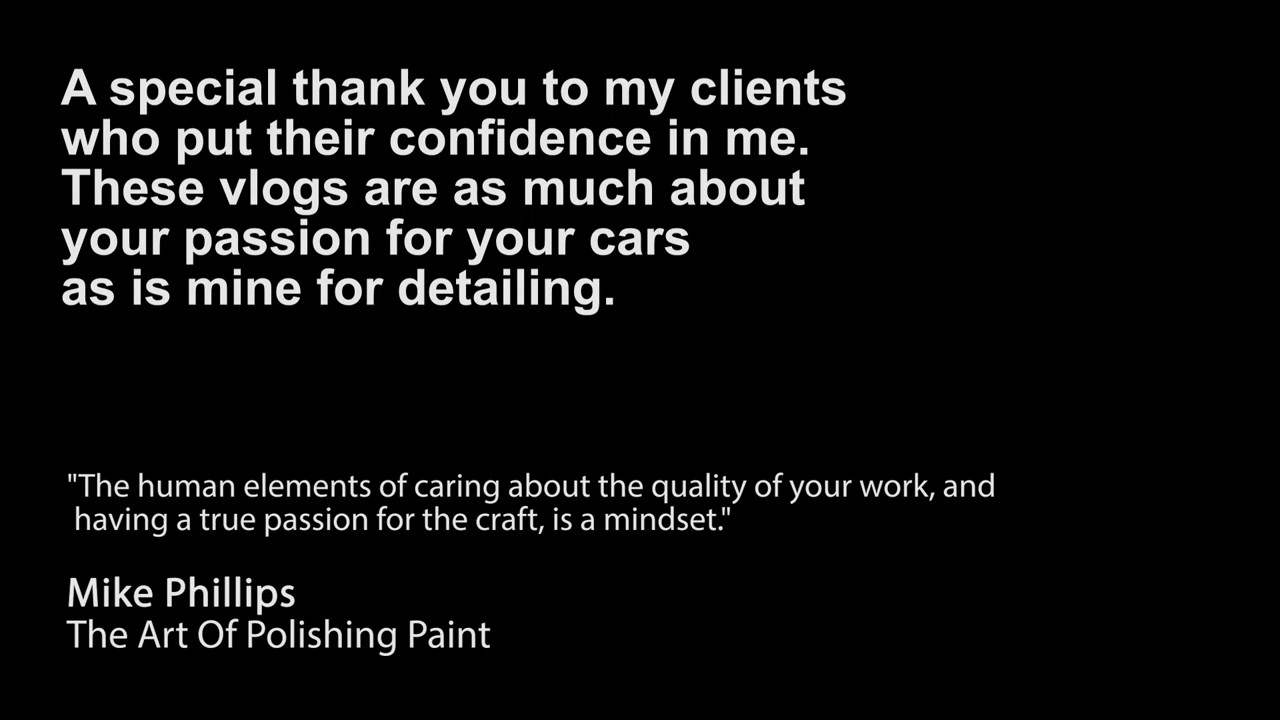 A special thank you to my clients
who put their confidence in me.
These vlogs are as much about
your passion for your cars
as is mine for detailing.
"The human elements of caring about the quality of your work, and
having a true passion for the craft, is a mindset."
Mike Phillips
The Art Of Polishing Paint